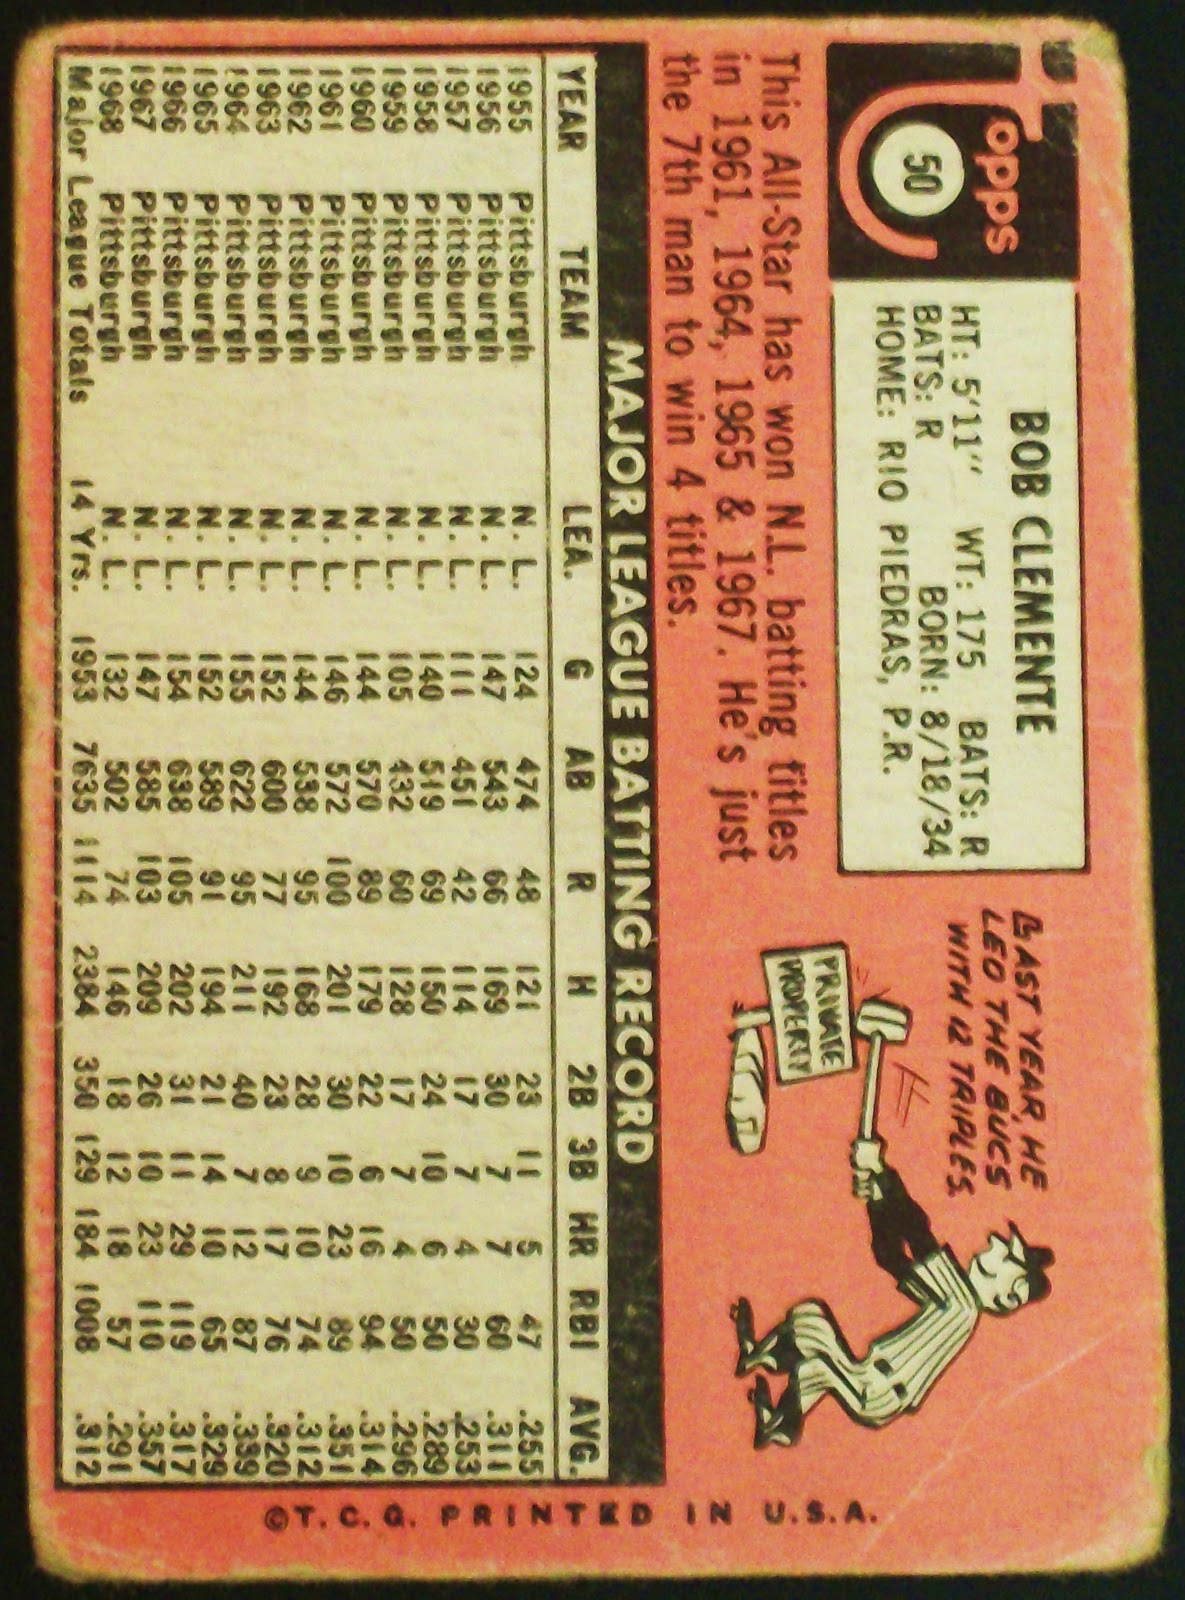 Topps
50
BOB CLEMENTE
HT: 5'11" WT: 175 BATS: R
BATS: R BORN: 8/18/34
HOME: RIO PIEDRAS, P.R.
LAST YEAR, HE
LED THE BUCS
WITH 12 TRIPLES.
PRIVATE
PROPERTY
This All-Star has won N.L. batting titles
in 1961, 1964, 1965 & 1967. He's just
the 7th man to win 4 titles.
MAJOR LEAGUE BATTING RECORD
YEAR TEAM LEA. G AB R H 2B 3B HR RBI AVG.
1955 Pittsburgh N. L. 124 474 48 121 23 11 5 47 .255
1956 Pittsburgh N. L. 147 543 66 169 30 7 7 60 .311
1957 Pittsburgh N. L. 111 451 42 114 17 7 4 30 .253
1958 Pittsburgh N. L. 140 519 69 150 24 10 6 50 .289
1959 Pittsburgh N. L. 105 432 60 128 17 7 4 50 .296
1960 Pittsburgh N. L. 144 570 89 179 22 6 16 94 .314
1961 Pittsburgh N. L. 146 572 100 201 30 10 23 89 .351
1962 Pittsburgh N. L. 144 538 95 168 28 9 10 74 .312
1963 Pittsburgh N. L. 152 600 77 192 23 8 17 76 .320
1964 Pittsburgh N. L. 155 622 95 211 40 7 12 87 .339
1965 Pittsburgh N. L. 152 589 91 194 21 14 10 65 .329
1966 Pittsburgh N. L. 154 638 105 202 31 11 29 119 .317
1967 Pittsburgh N. L. 147 585 103 209 26 10 23 110 .357
1968 Pittsburgh N. L. 132 502 74 146 18 12 18 57 .291
Major League Totals 14 Yrs. 1953 7635 1114 2384 350 129 184 1008 .312
©T. C. G. PRINTED IN U.S.A.